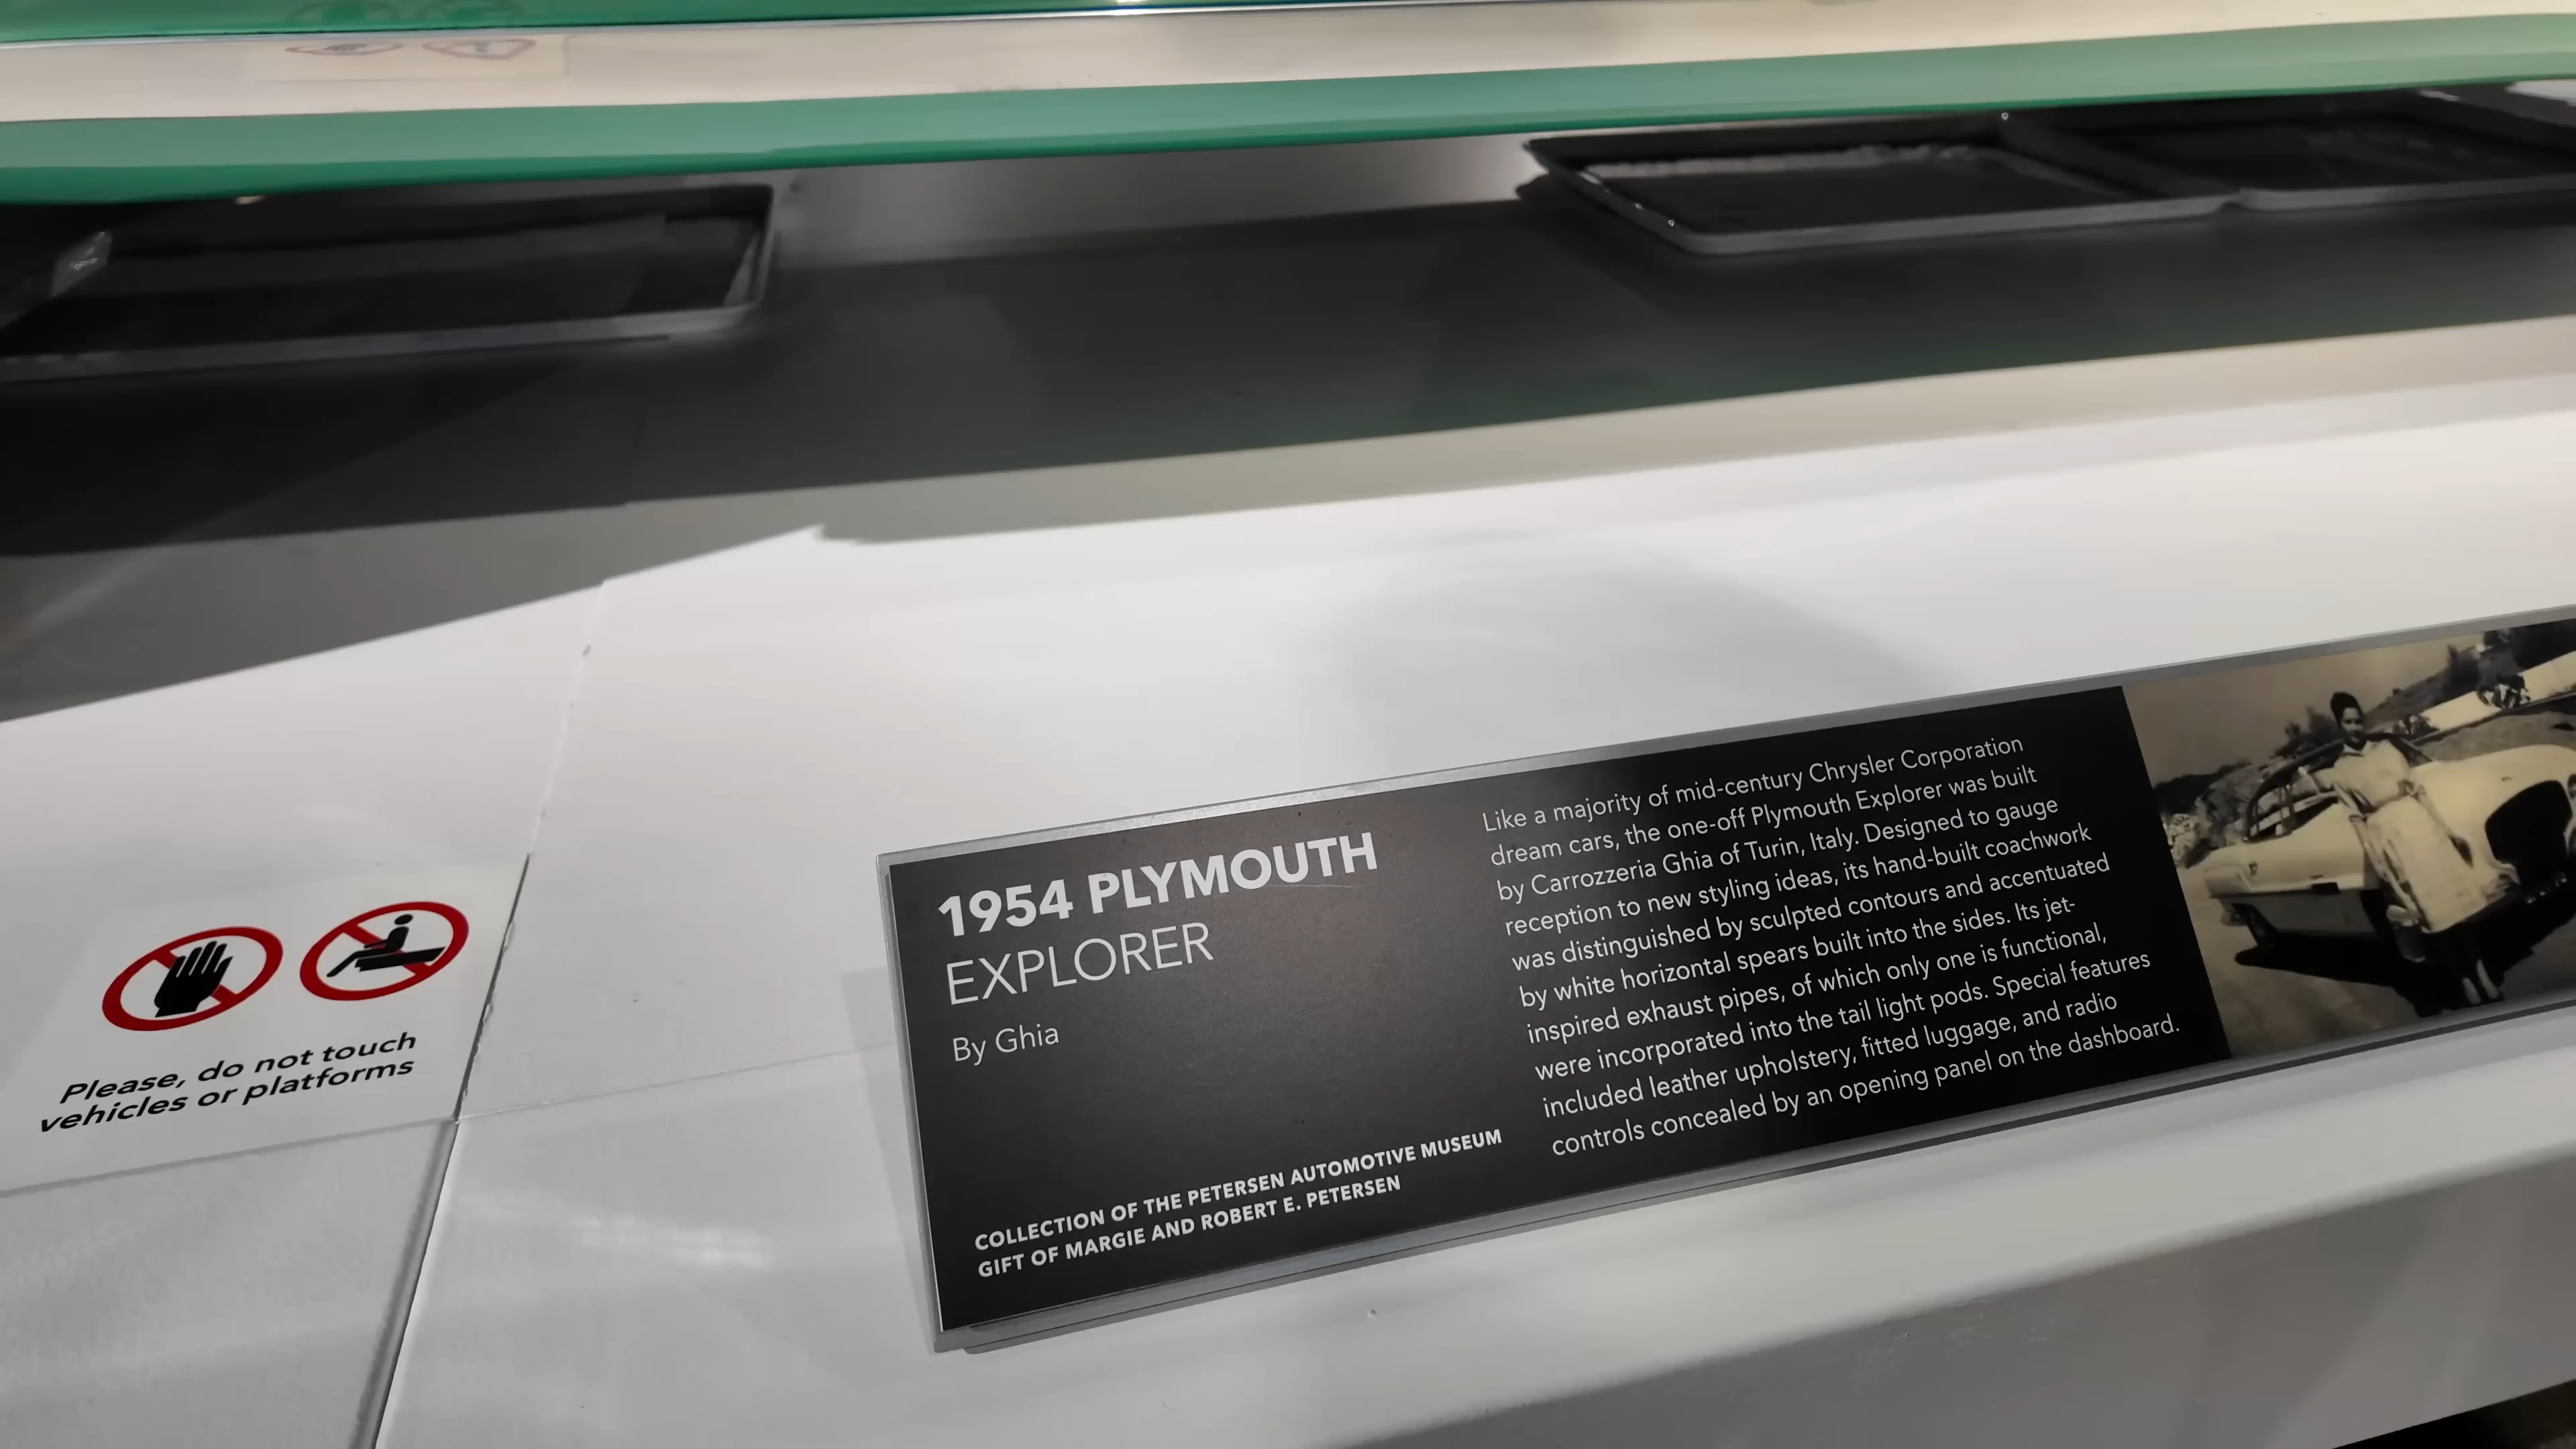 Please, do not touch
vehicles or platforms
1954 PLYMOUTH
EXPLORER
By Ghia
COLLECTION OF THE PETERSEN AUTOMOTIVE MUSEUM
GIFT OF MARGIE AND ROBERT E. PETERSEN
Like a majority of mid-century Chrysler Corporation
dream cars, the one-off Plymouth Explorer was built
by Carrozzeria Ghia of Turin, Italy. Designed to gauge
reception to new styling ideas, its hand-built coachwork
was distinguished by sculpted contours and accentuated
by white horizontal spears built into the sides. Its jet-
inspired exhaust pipes, of which only one is functional,
were incorporated into the tail light pods. Special features
included leather upholstery, fitted luggage, and radio
controls concealed by an opening panel on the dashboard.